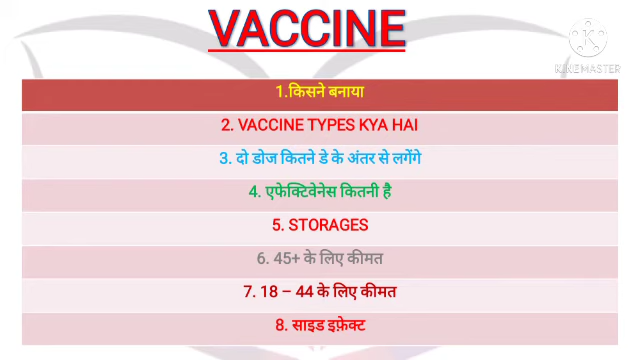 VACCINE
KINEMASTER
1.किसने बनाया
2. VACCINE TYPES KYA HAI
3. दो डोज कितने डे के अंतर से लगेंगे
4. एफेक्टिवेनेस कितनी है
5. STORAGES
6. 45+ के लिए कीमत
7. 18 – 44 के लिए कीमत
8. साइड इफ़ेक्ट